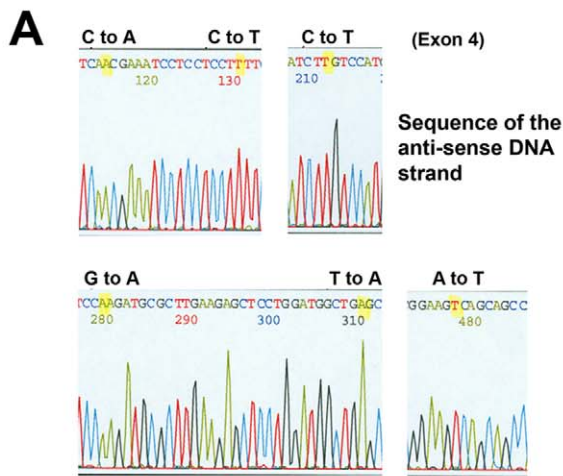 A
C to A C to T C to T (Exon 4)
TCAACGAAATCCTCCTCCTTTT ATCTTGTCCAT
120 130 210
Sequence of the
anti-sense DNA
strand
G to A T to A A to T
TCCAAGATGCGCTTGAAGAGCTCCTGGATGGCTGAGC GGAAGTCAGCAGCC
280 290 300 310 480